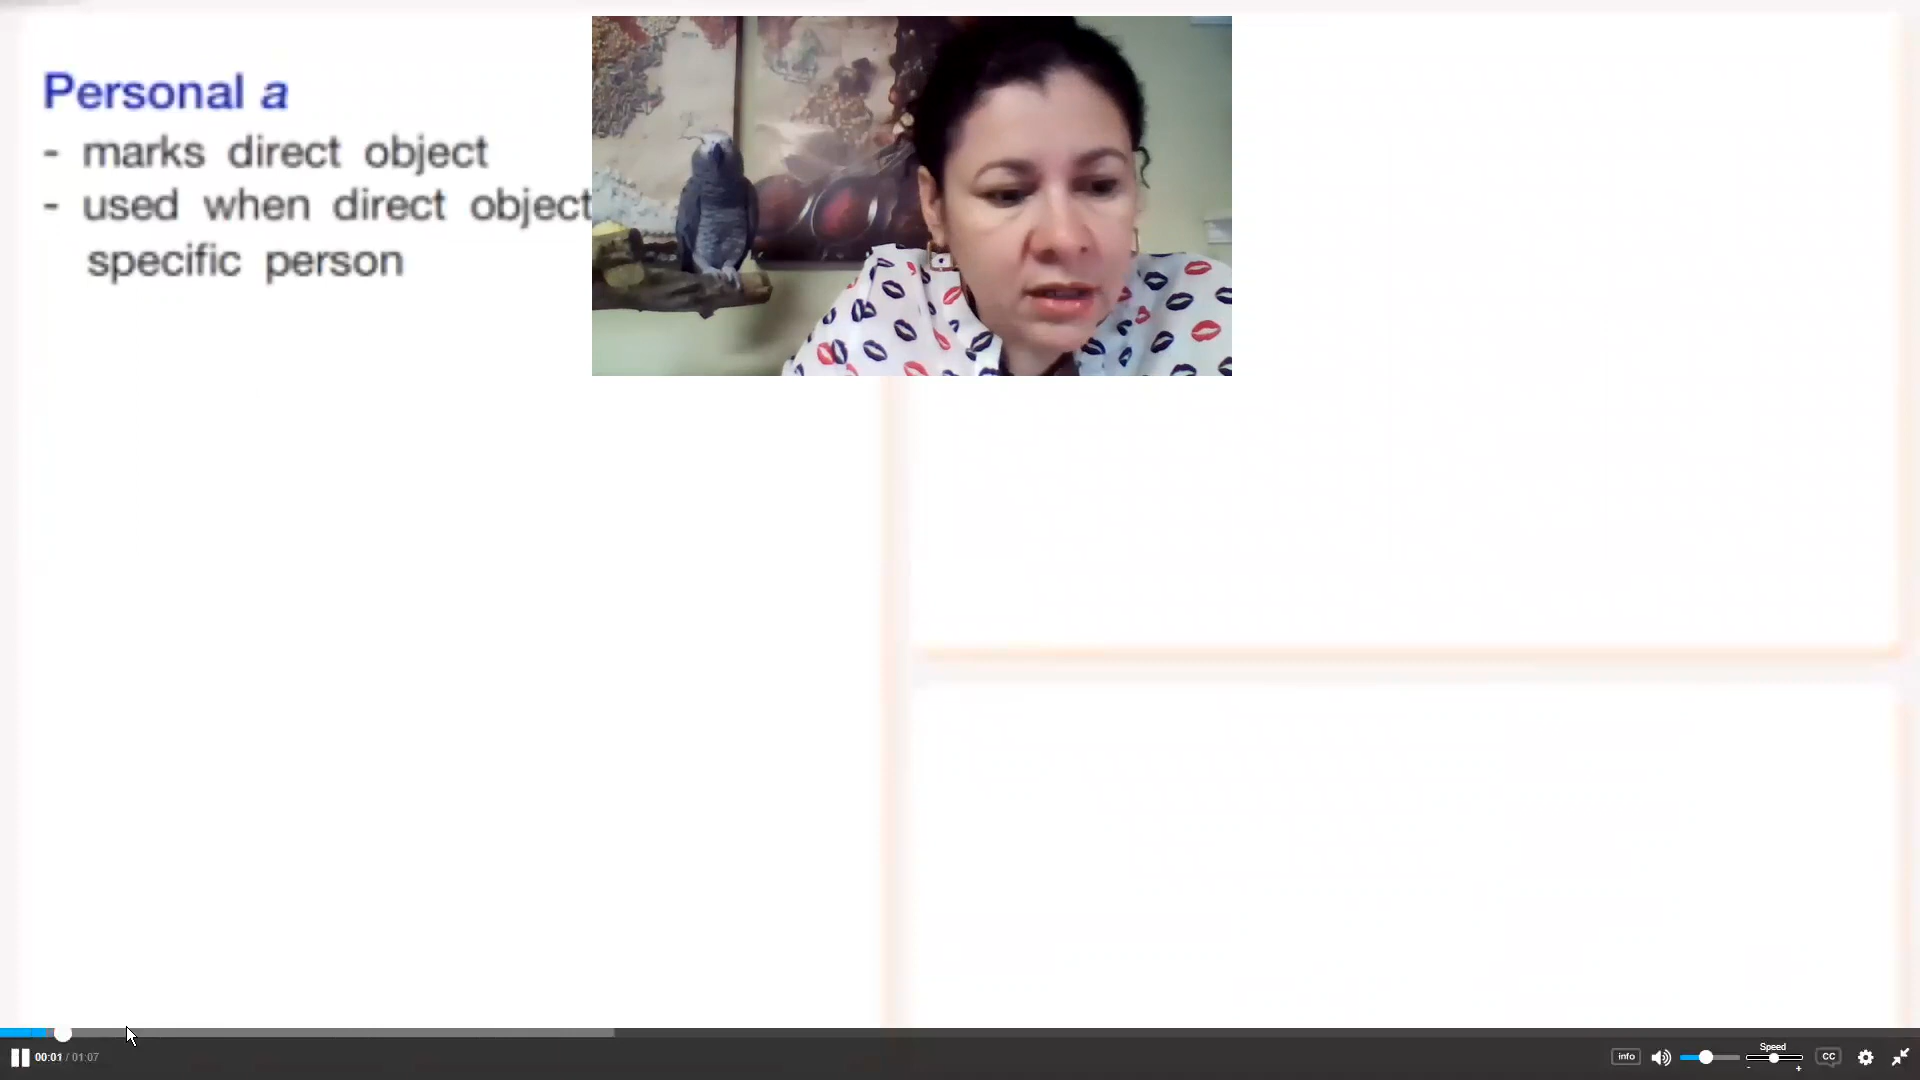 Personal a
- marks direct object
- used when direct object
specific person
00:01 / 01:07
info
Speed
- +
CC